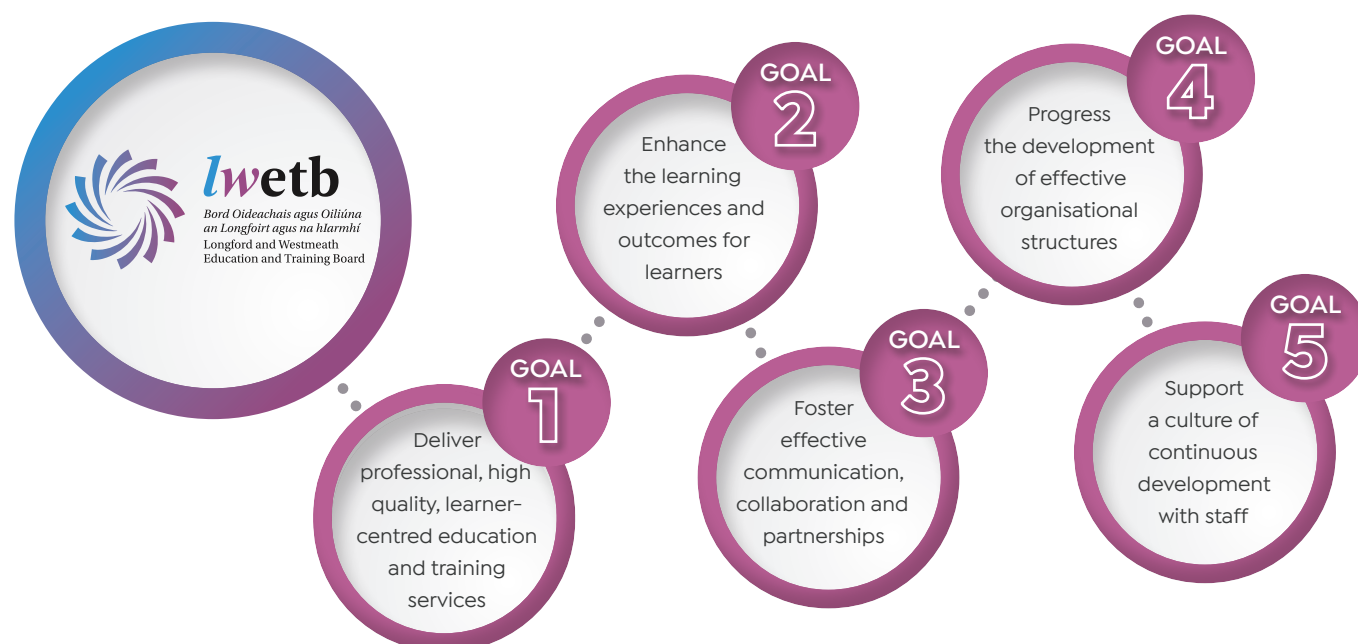 lwetb
Bord Oideachais agus Oiliúna
an Longfoirt agus na hIarmhí
Longford and Westmeath
Education and Training Board
GOAL
1
Deliver
professional, high
quality, learner-
centred education
and training
services
GOAL
2
Enhance
the learning
experiences and
outcomes for
learners
GOAL
3
Foster
effective
communication,
collaboration and
partnerships
GOAL
4
Progress
the development
of effective
organisational
structures
GOAL
5
Support
a culture of
continuous
development
with staff